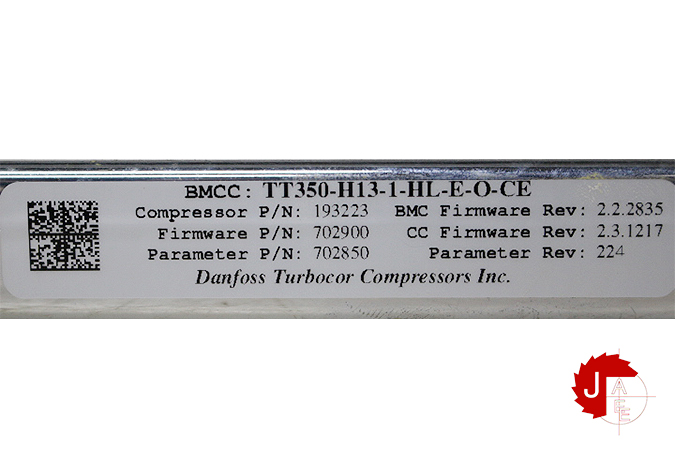 BMCC: TT350-H13-1-HL-E-O-CE
Compressor P/N: 193223 BMC Firmware Rev: 2.2.2835
Firmware P/N: 702900 CC Firmware Rev: 2.3.1217
Parameter P/N: 702850 Parameter Rev: 224
Danfoss Turbocor Compressors Inc.
J